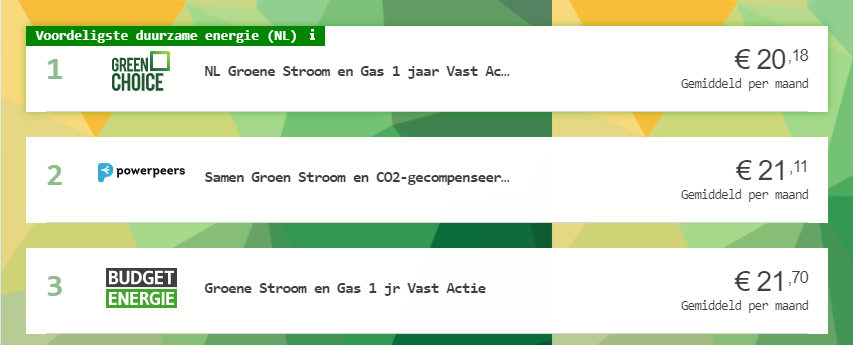 Voordeligste duurzame energie (NL) i
1
GREEN
CHOICE
NL Groene Stroom en Gas 1 jaar Vast Ac…
€ 20,18
Gemiddeld per maand
2
powerpeers
Samen Groen Stroom en CO2-gecompenseer…
€ 21,11
Gemiddeld per maand
3
BUDGET
ENERGIE
Groene Stroom en Gas 1 jr Vast Actie
€ 21,70
Gemiddeld per maand